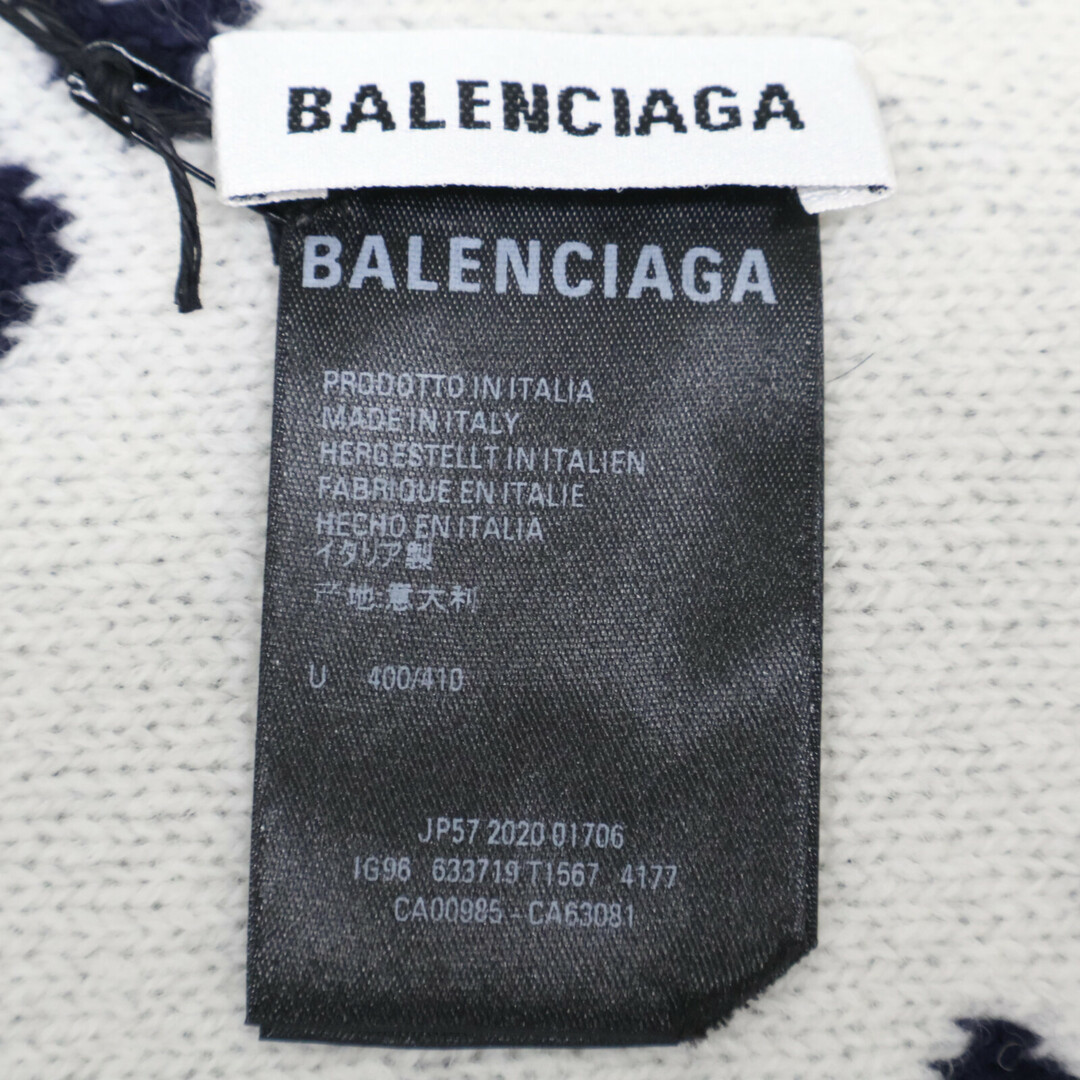 BALENCIAGA
BALENCIAGA
PRODOTTO IN ITALIA
MADE IN ITALY
HERGESTELLT IN ITALIEN
FABRIQUE EN ITALIE
HECHO EN ITALIA
イタリア製
产地:意大利
U 400/410
JP57 2020 01706
IG96 633719 T1567 4177
CA00985 - CA63081